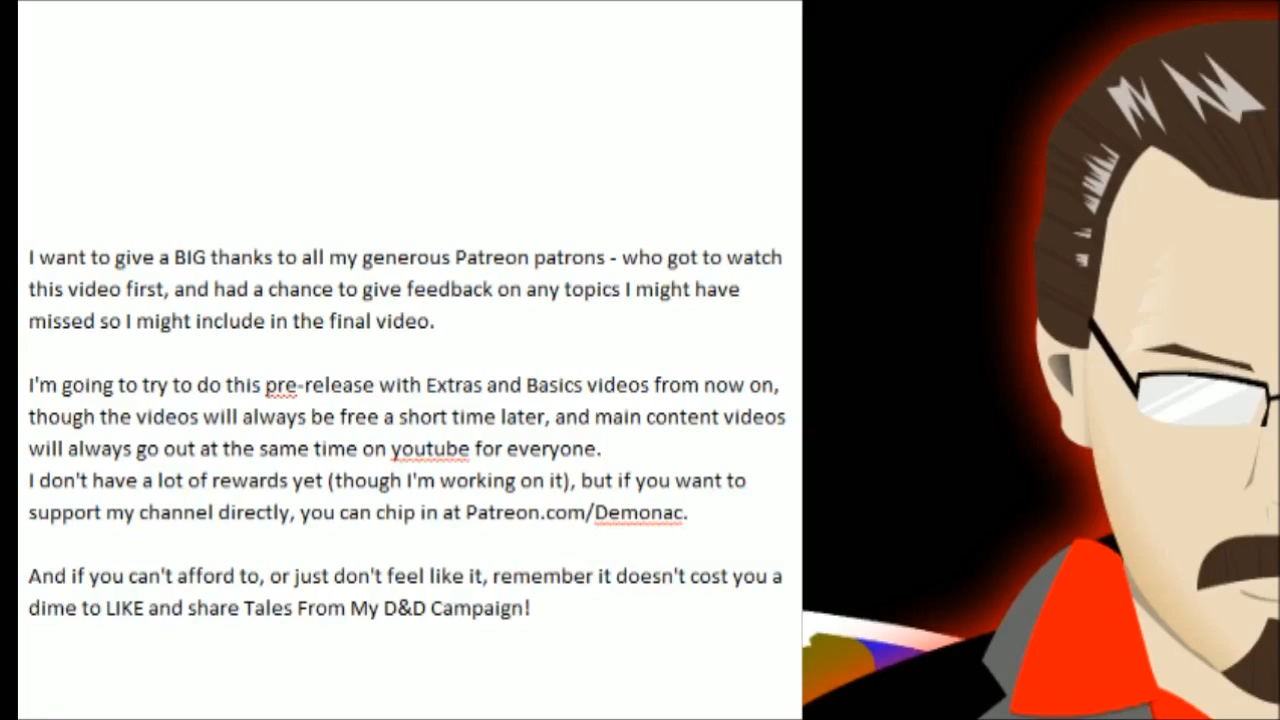 I want to give a BIG thanks to all my generous Patreon patrons - who got to watch
this video first, and had a chance to give feedback on any topics I might have
missed so I might include in the final video.
I'm going to try to do this pre-release with Extras and Basics videos from now on,
though the videos will always be free a short time later, and main content videos
will always go out at the same time on youtube for everyone.
I don't have a lot of rewards yet (though I'm working on it), but if you want to
support my channel directly, you can chip in at Patreon.com/Demonac.
And if you can't afford to, or just don't feel like it, remember it doesn't cost you a
dime to LIKE and share Tales From My D&D Campaign!